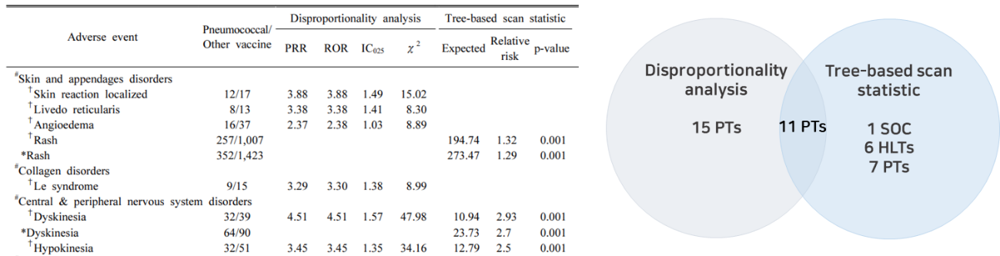 Disproportionality analysis Tree-based scan statistic
Adverse event Pneumococcal/ Other vaccine PRR ROR IC₀₂₅ χ² Expected Relative risk p-value
#Skin and appendages disorders
†Skin reaction localized 12/17 3.88 3.88 1.49 15.02
†Livedo reticularis 8/13 3.38 3.38 1.41 8.30
†Angioedema 16/37 2.37 2.38 1.03 8.89
†Rash 257/1,007 194.74 1.32 0.001
*Rash 352/1,423 273.47 1.29 0.001
#Collagen disorders
†Le syndrome 9/15 3.29 3.30 1.38 8.99
#Central & peripheral nervous system disorders
†Dyskinesia 32/39 4.51 4.51 1.57 47.98 10.94 2.93 0.001
*Dyskinesia 64/90 23.73 2.7 0.001
†Hypokinesia 32/51 3.45 3.45 1.35 34.16 12.79 2.5 0.001
Disproportionality
analysis
15 PTs
11 PTs
Tree-based scan
statistic
1 SOC
6 HLTs
7 PTs